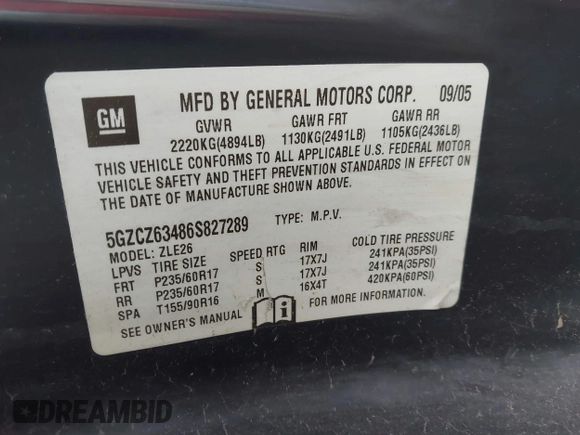 GM
MFD BY GENERAL MOTORS CORP. 09/05
GVWR GAWR FRT GAWR RR
2220KG(4894LB) 1130KG(2491LB) 1105KG(2436LB)
THIS VEHICLE CONFORMS TO ALL APPLICABLE U.S. FEDERAL MOTOR
VEHICLE SAFETY AND THEFT PREVENTION STANDARDS IN EFFECT ON
THE DATE OF MANUFACTURE SHOWN ABOVE.
5GZCZ63486S827289 TYPE: M.P.V.
MODEL: ZLE26
LPVS TIRE SIZE SPEED RTG RIM COLD TIRE PRESSURE
FRT P235/60R17 S 17X7J 241KPA(35PSI)
RR P235/60R17 S 17X7J 241KPA(35PSI)
SPA T155/90R16 M 16X4T 420KPA(60PSI)
SEE OWNER'S MANUAL i FOR MORE INFORMATION.
DREAMBID